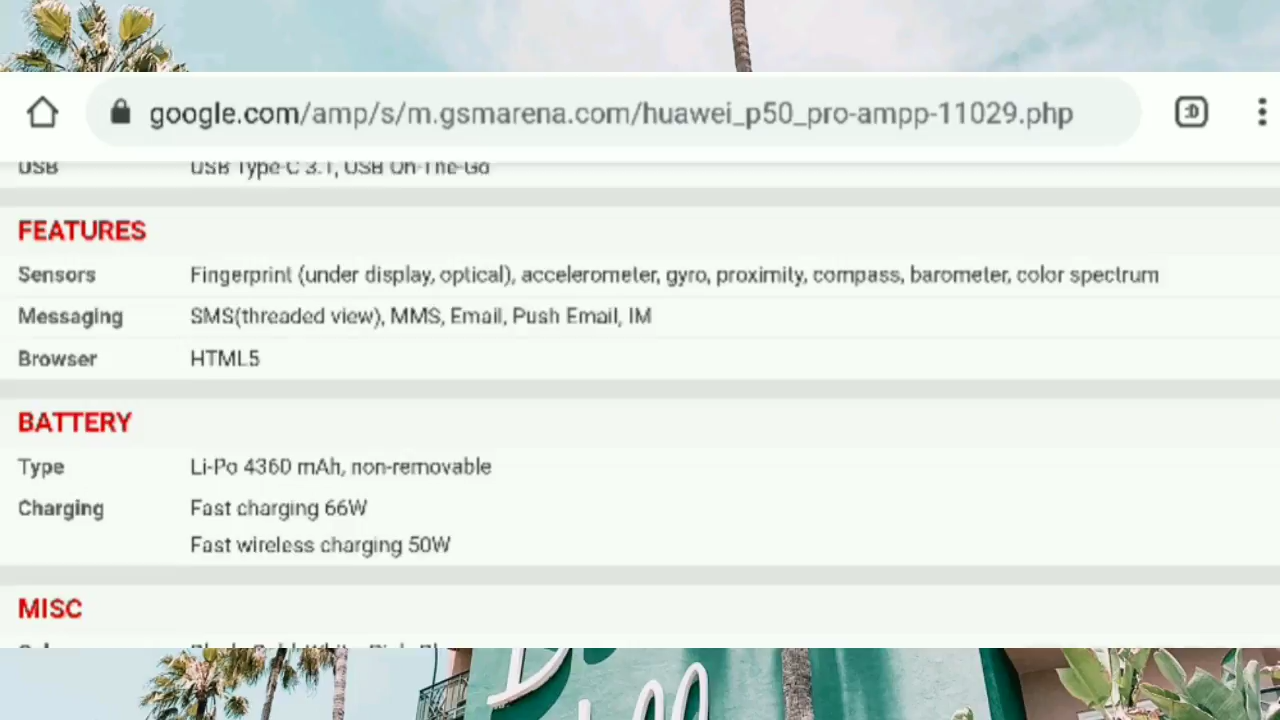 google.com/amp/s/m.gsmarena.com/huawei_p50_pro-ampp-11029.php :D
USB USB Type-C 3.1, USB On-The-Go
FEATURES
Sensors Fingerprint (under display, optical), accelerometer, gyro, proximity, compass, barometer, color spectrum
Messaging SMS(threaded view), MMS, Email, Push Email, IM
Browser HTML5
BATTERY
Type Li-Po 4360 mAh, non-removable
Charging Fast charging 66W
Fast wireless charging 50W
MISC